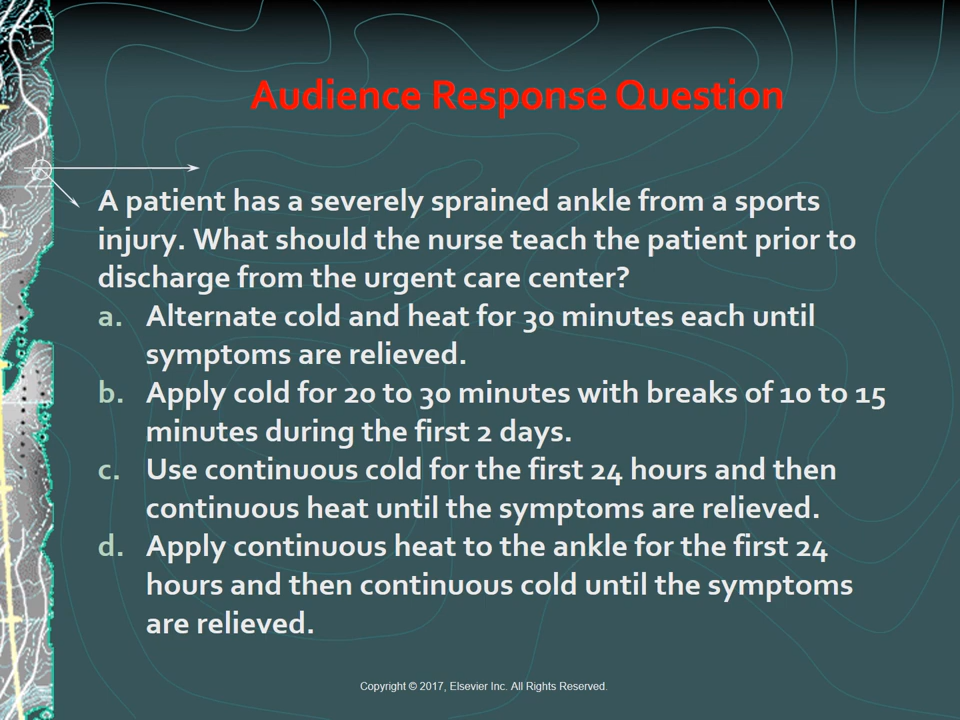 Audience Response Question
A patient has a severely sprained ankle from a sports
injury. What should the nurse teach the patient prior to
discharge from the urgent care center?
a. Alternate cold and heat for 30 minutes each until
symptoms are relieved.
b. Apply cold for 20 to 30 minutes with breaks of 10 to 15
minutes during the first 2 days.
c. Use continuous cold for the first 24 hours and then
continuous heat until the symptoms are relieved.
d. Apply continuous heat to the ankle for the first 24
hours and then continuous cold until the symptoms
are relieved.
Copyright © 2017, Elsevier Inc. All Rights Reserved.